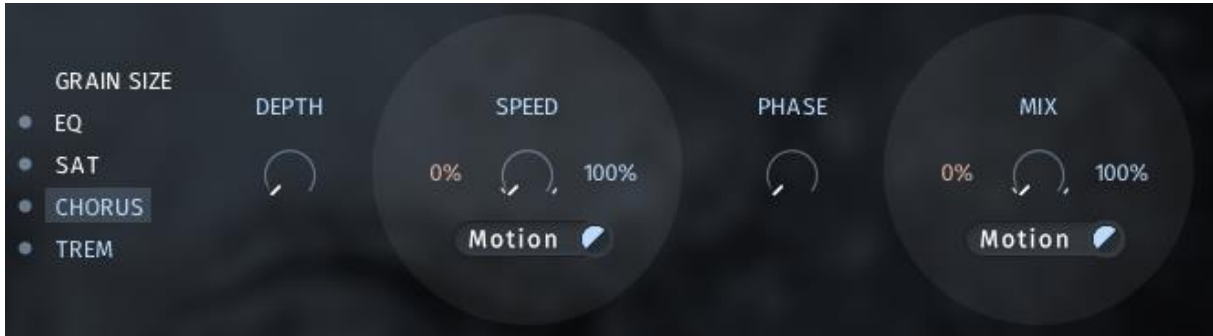 GRAIN SIZE
EQ
SAT
CHORUS
TREM
DEPTH
SPEED
0% 100%
Motion
PHASE
MIX
0% 100%
Motion